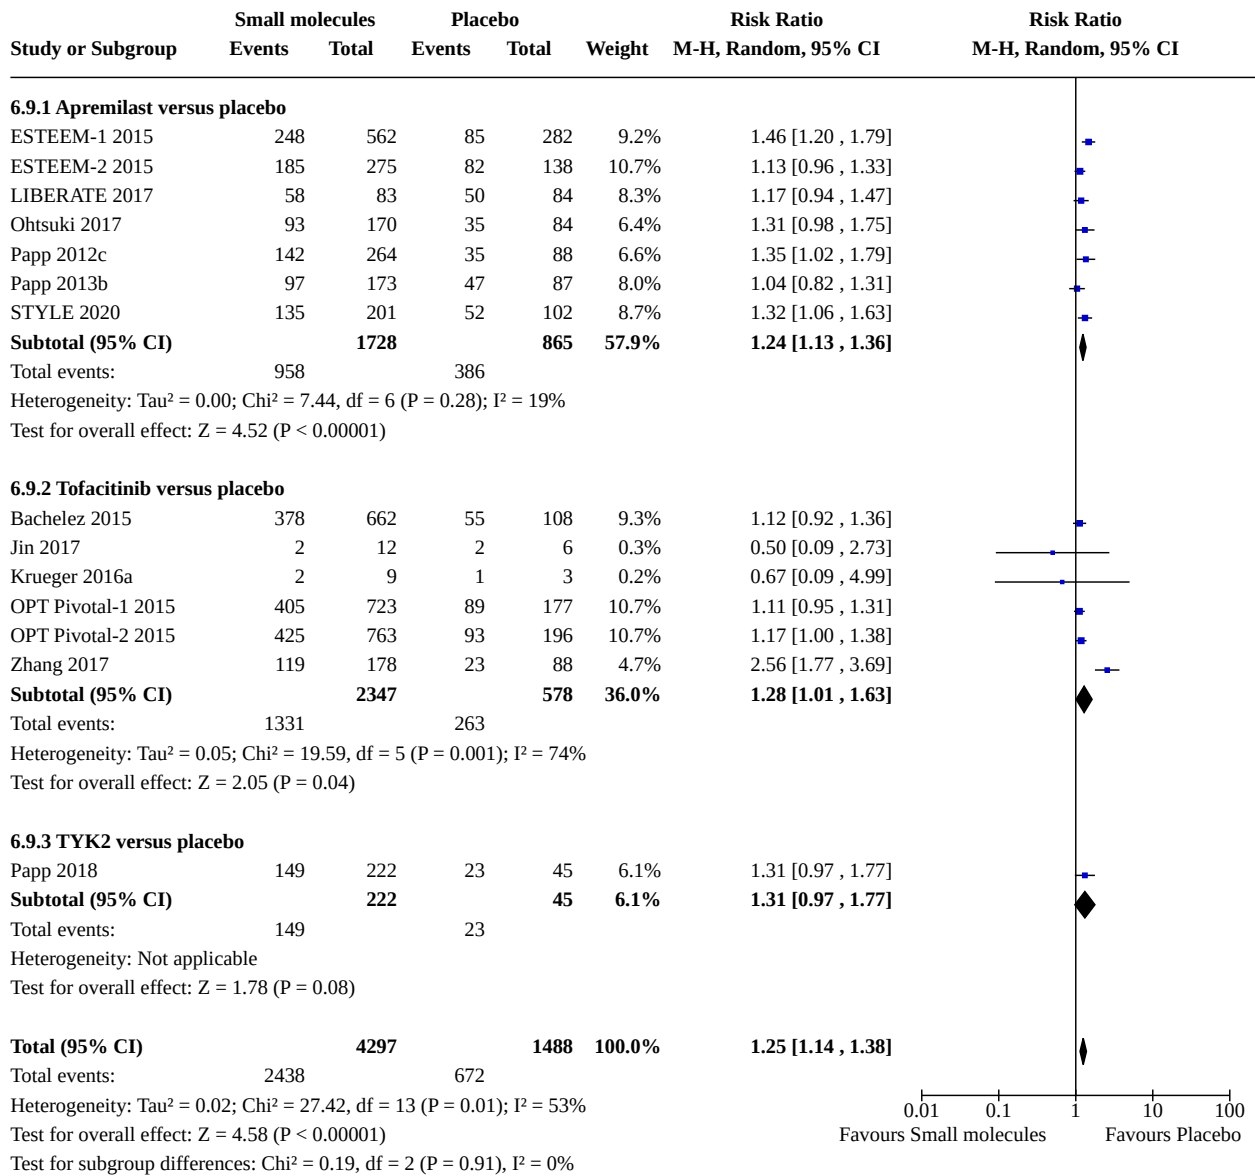 Small molecules Placebo Risk Ratio Risk Ratio
Study or Subgroup Events Total Events Total Weight M-H, Random, 95% CI M-H, Random, 95% CI
6.9.1 Apremilast versus placebo
ESTEEM-1 2015 248 562 85 282 9.2% 1.46 [1.20 , 1.79]
ESTEEM-2 2015 185 275 82 138 10.7% 1.13 [0.96 , 1.33]
LIBERATE 2017 58 83 50 84 8.3% 1.17 [0.94 , 1.47]
Ohtsuki 2017 93 170 35 84 6.4% 1.31 [0.98 , 1.75]
Papp 2012c 142 264 35 88 6.6% 1.35 [1.02 , 1.79]
Papp 2013b 97 173 47 87 8.0% 1.04 [0.82 , 1.31]
STYLE 2020 135 201 52 102 8.7% 1.32 [1.06 , 1.63]
Subtotal (95% CI) 1728 865 57.9% 1.24 [1.13 , 1.36]
Total events: 958 386
Heterogeneity: Tau² = 0.00; Chi² = 7.44, df = 6 (P = 0.28); I² = 19%
Test for overall effect: Z = 4.52 (P < 0.00001)
6.9.2 Tofacitinib versus placebo
Bachelez 2015 378 662 55 108 9.3% 1.12 [0.92 , 1.36]
Jin 2017 2 12 2 6 0.3% 0.50 [0.09 , 2.73]
Krueger 2016a 2 9 1 3 0.2% 0.67 [0.09 , 4.99]
OPT Pivotal-1 2015 405 723 89 177 10.7% 1.11 [0.95 , 1.31]
OPT Pivotal-2 2015 425 763 93 196 10.7% 1.17 [1.00 , 1.38]
Zhang 2017 119 178 23 88 4.7% 2.56 [1.77 , 3.69]
Subtotal (95% CI) 2347 578 36.0% 1.28 [1.01 , 1.63]
Total events: 1331 263
Heterogeneity: Tau² = 0.05; Chi² = 19.59, df = 5 (P = 0.001); I² = 74%
Test for overall effect: Z = 2.05 (P = 0.04)
6.9.3 TYK2 versus placebo
Papp 2018 149 222 23 45 6.1% 1.31 [0.97 , 1.77]
Subtotal (95% CI) 222 45 6.1% 1.31 [0.97 , 1.77]
Total events: 149 23
Heterogeneity: Not applicable
Test for overall effect: Z = 1.78 (P = 0.08)
Total (95% CI) 4297 1488 100.0% 1.25 [1.14 , 1.38]
Total events: 2438 672
Heterogeneity: Tau² = 0.02; Chi² = 27.42, df = 13 (P = 0.01); I² = 53%
0.01 0.1 1 10 100
Test for overall effect: Z = 4.58 (P < 0.00001)
Favours Small molecules Favours Placebo
Test for subgroup differences: Chi² = 0.19, df = 2 (P = 0.91), I² = 0%